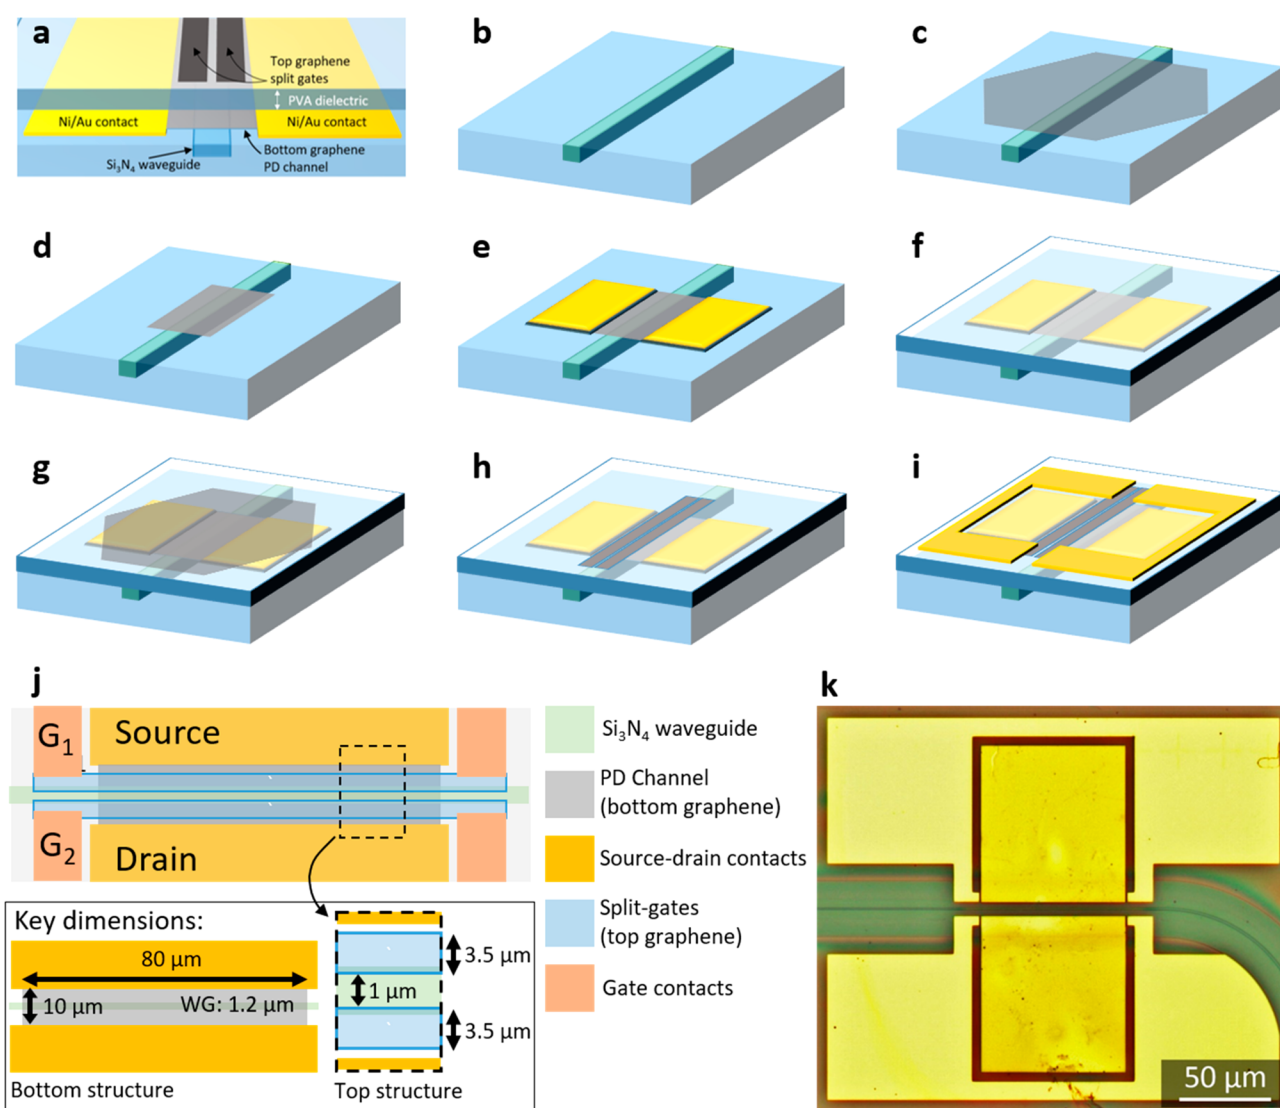 a
Top graphene
split gates
PVA dielectric
Ni/Au contact
Ni/Au contact
Si₃N₄ waveguide
Bottom graphene
PD channel
b
c
d
e
f
g
h
i
j
G₁
Source
G₂
Drain
Si₃N₄ waveguide
PD Channel
(bottom graphene)
Source-drain contacts
Split-gates
(top graphene)
Gate contacts
Key dimensions:
80 μm
10 μm
WG: 1.2 μm
Bottom structure
3.5 μm
1 μm
3.5 μm
Top structure
k
50 μm